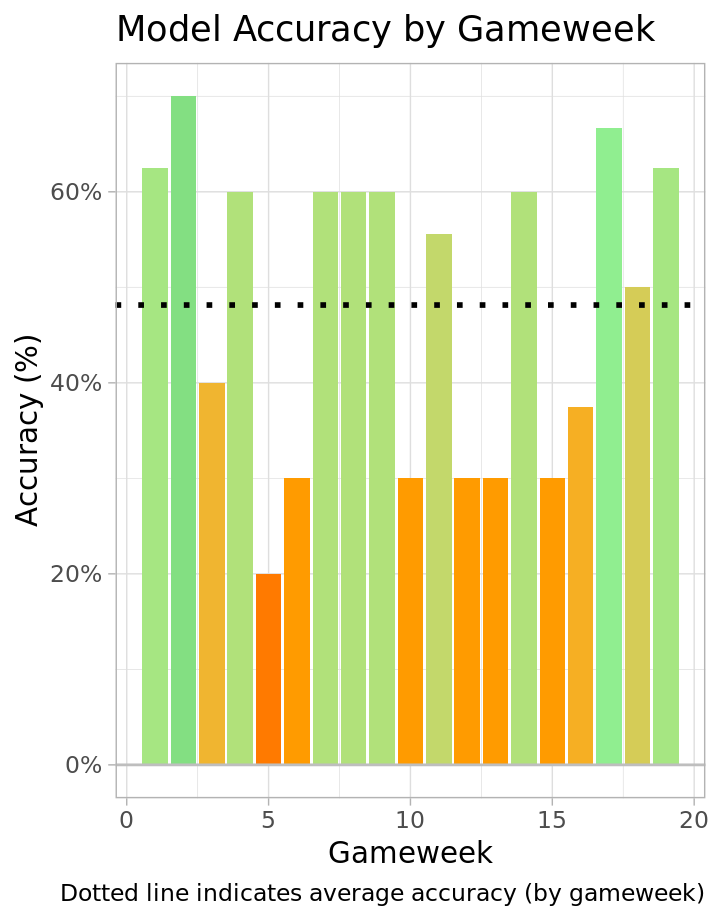 Model Accuracy by Gameweek
60%
40%
20%
0%
Accuracy (%)
0 5 10 15 20
Gameweek
Dotted line indicates average accuracy (by gameweek)